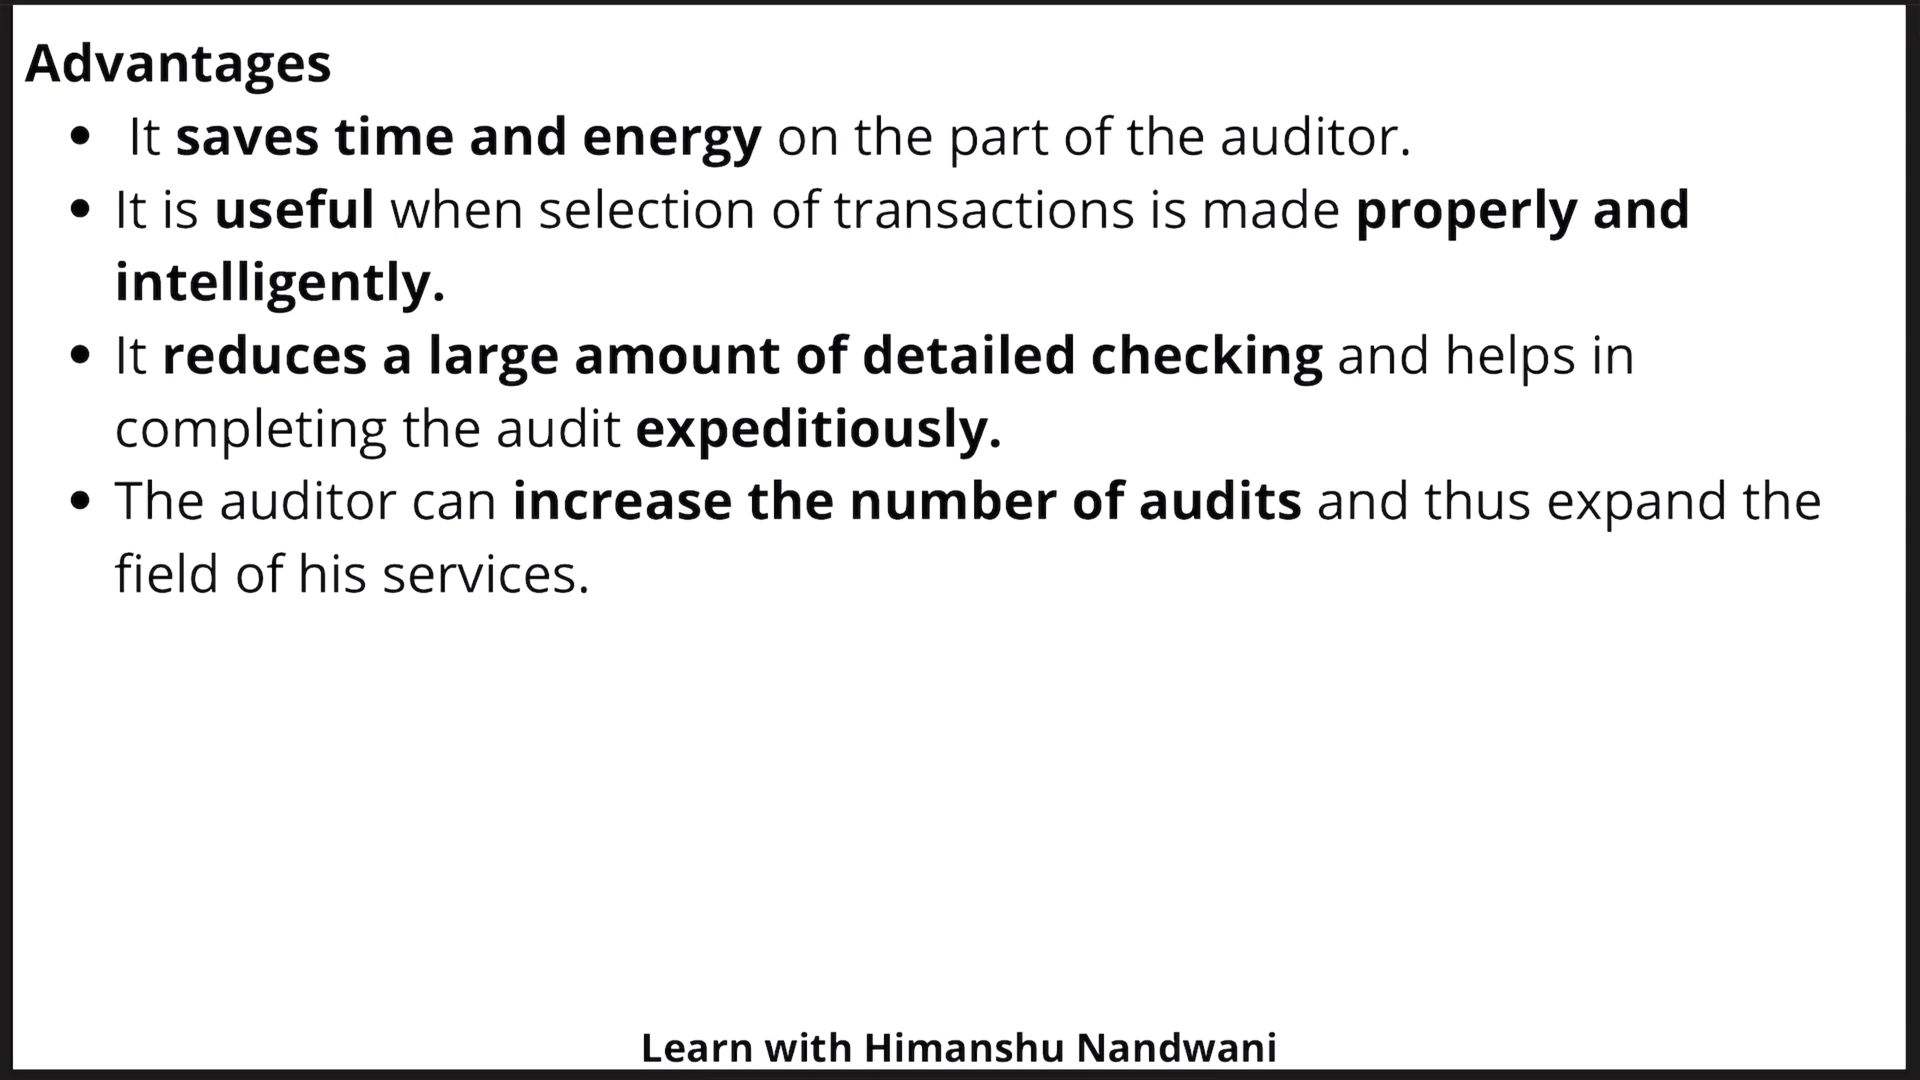 Advantages
• It saves time and energy on the part of the auditor.
• It is useful when selection of transactions is made properly and
intelligently.
• It reduces a large amount of detailed checking and helps in
completing the audit expeditiously.
• The auditor can increase the number of audits and thus expand the
field of his services.
Learn with Himanshu Nandwani